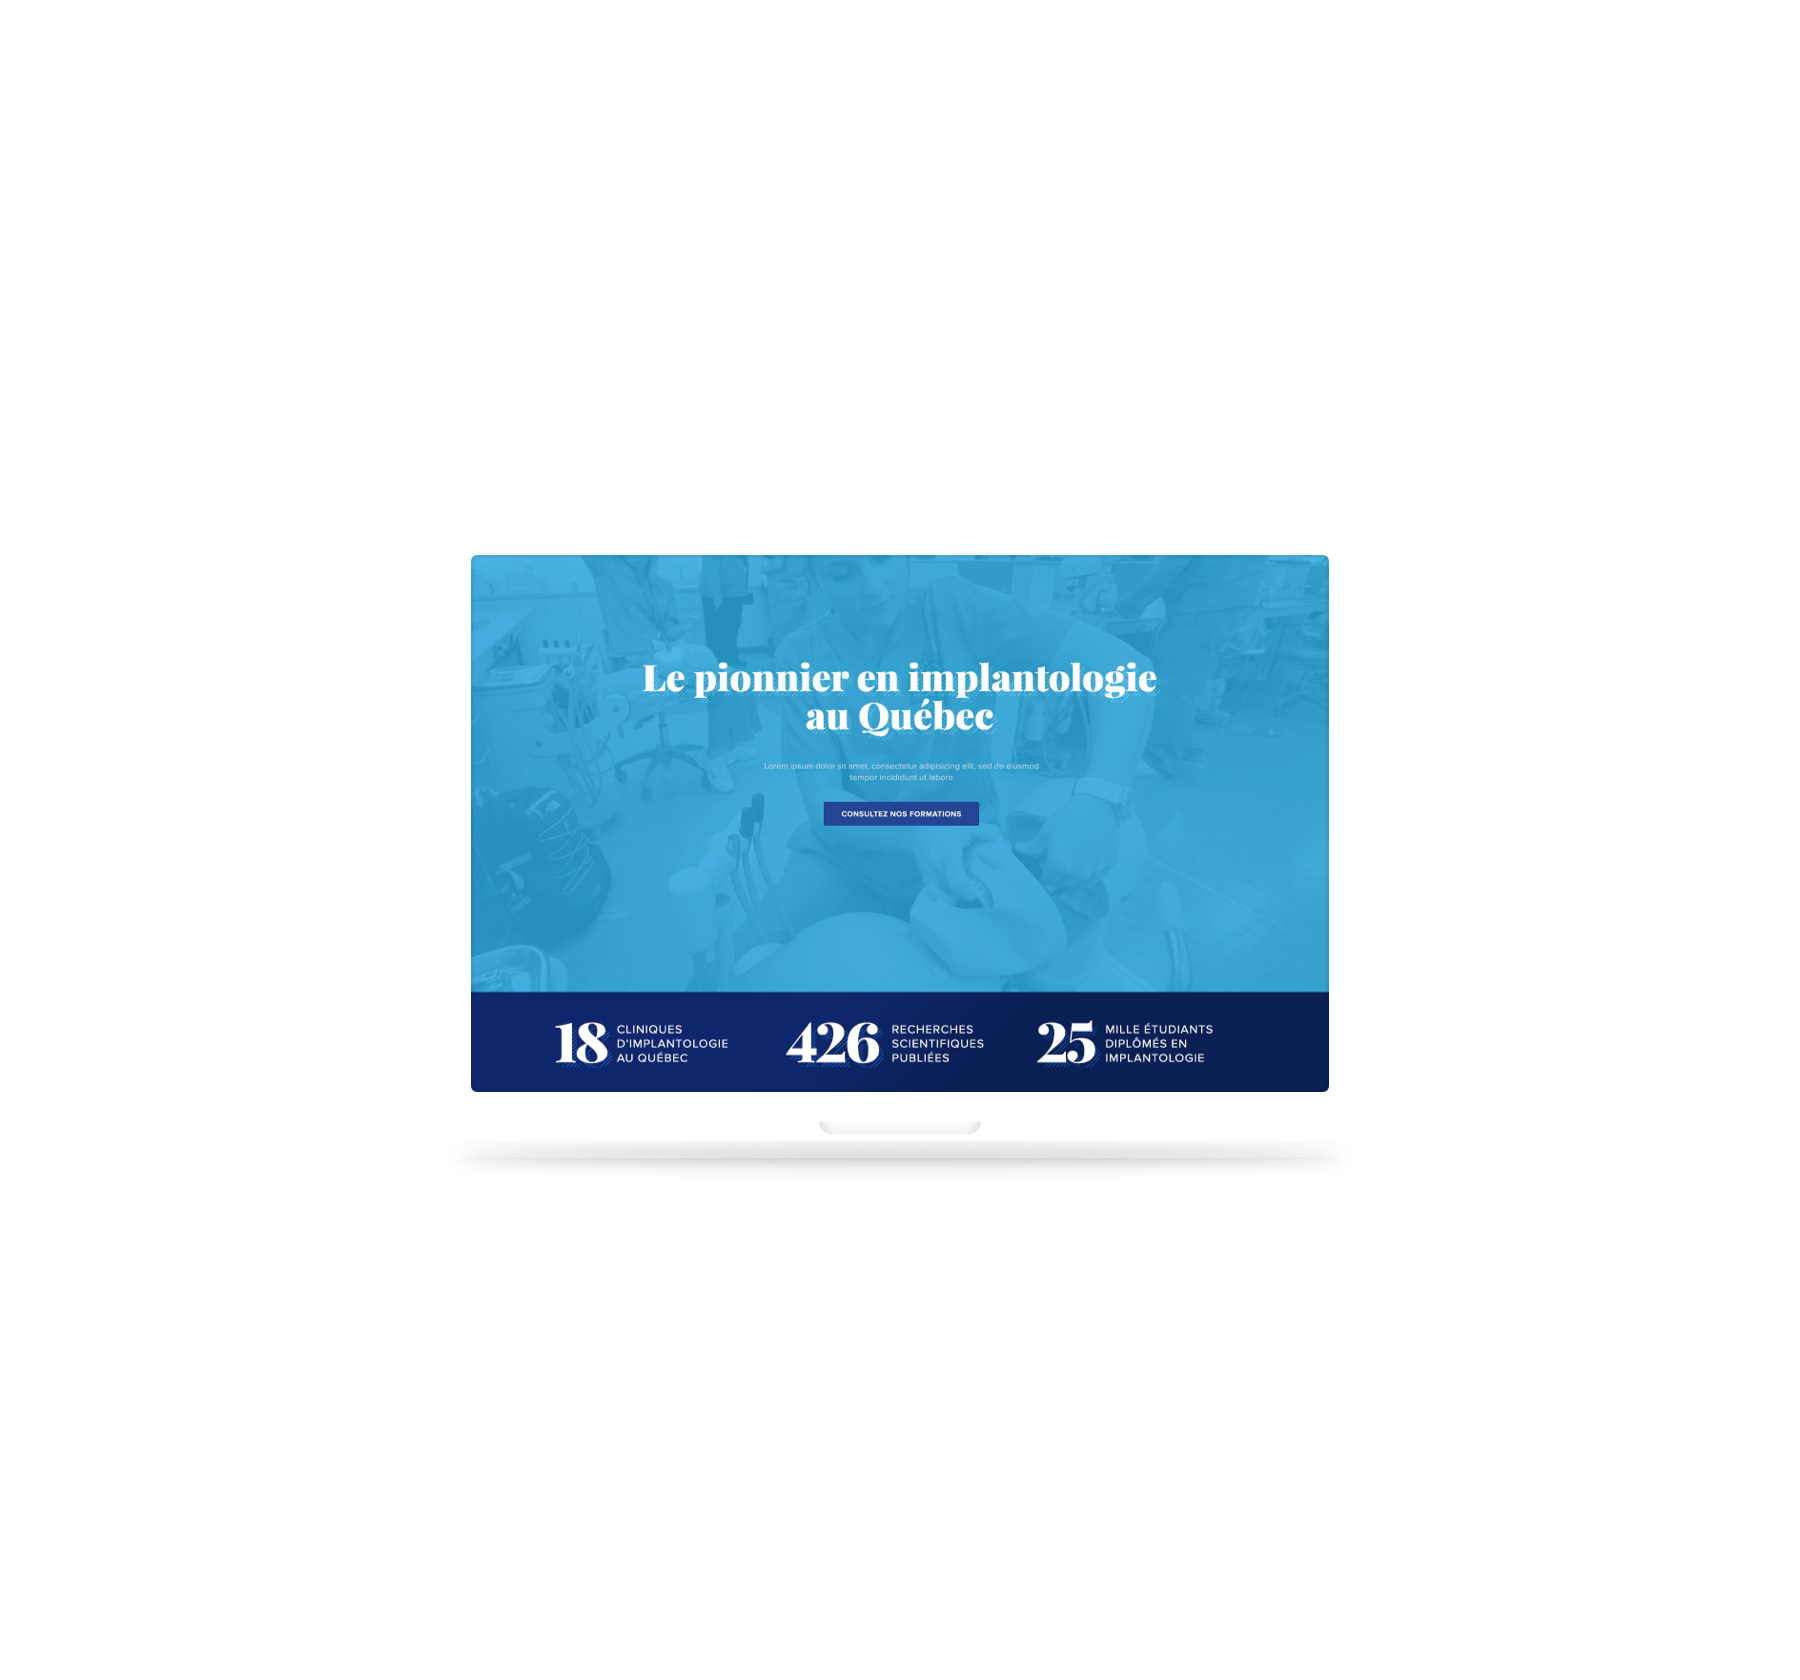 Le pionnier en implantologie
au Québec
Lorem ipsum dolor sit amet, consectetur adipisicing elit, sed do eiusmod
tempor incididunt ut labore
CONSULTEZ NOS FORMATIONS
18
CLINIQUES
D'IMPLANTOLOGIE
AU QUÉBEC
426
RECHERCHES
SCIENTIFIQUES
PUBLIÉES
25
MILLE ÉTUDIANTS
DIPLÔMÉS EN
IMPLANTOLOGIE